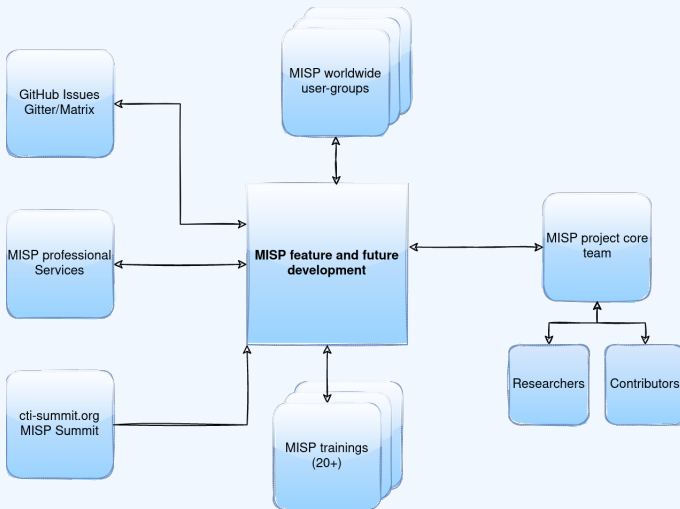 MISP worldwide
user-groups
GitHub Issues
Gitter/Matrix
MISP professional
Services
MISP feature and future
development
MISP project core
team
Researchers
Contributors
cti-summit.org
MISP Summit
MISP trainings
(20+)